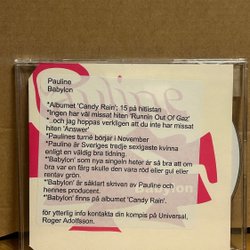 Pauline
Babylon
*Albumet 'Candy Rain'; 15 på hitlistan
*Ingen har väl missat hiten 'Runnin Out Of Gaz'
*..och jag hoppas verkligen att du inte har missat
hiten 'Answer'
*Paulines turné börjar i November
*Pauline är Sveriges tredje sexigaste kvinna
enligt en väldig bra tidning.
*'Babylon' som nya singeln heter är så bra att om
bra var en färg skulle den vara röd eller gul eller
rentav grön.
*'Babylon' är såklart skriven av Pauline och
hennes producent.
*'Babylon' finns på albumet 'Candy Rain'.
för ytterlig info kontakta din kompis på Universal,
Roger Adolfsson.